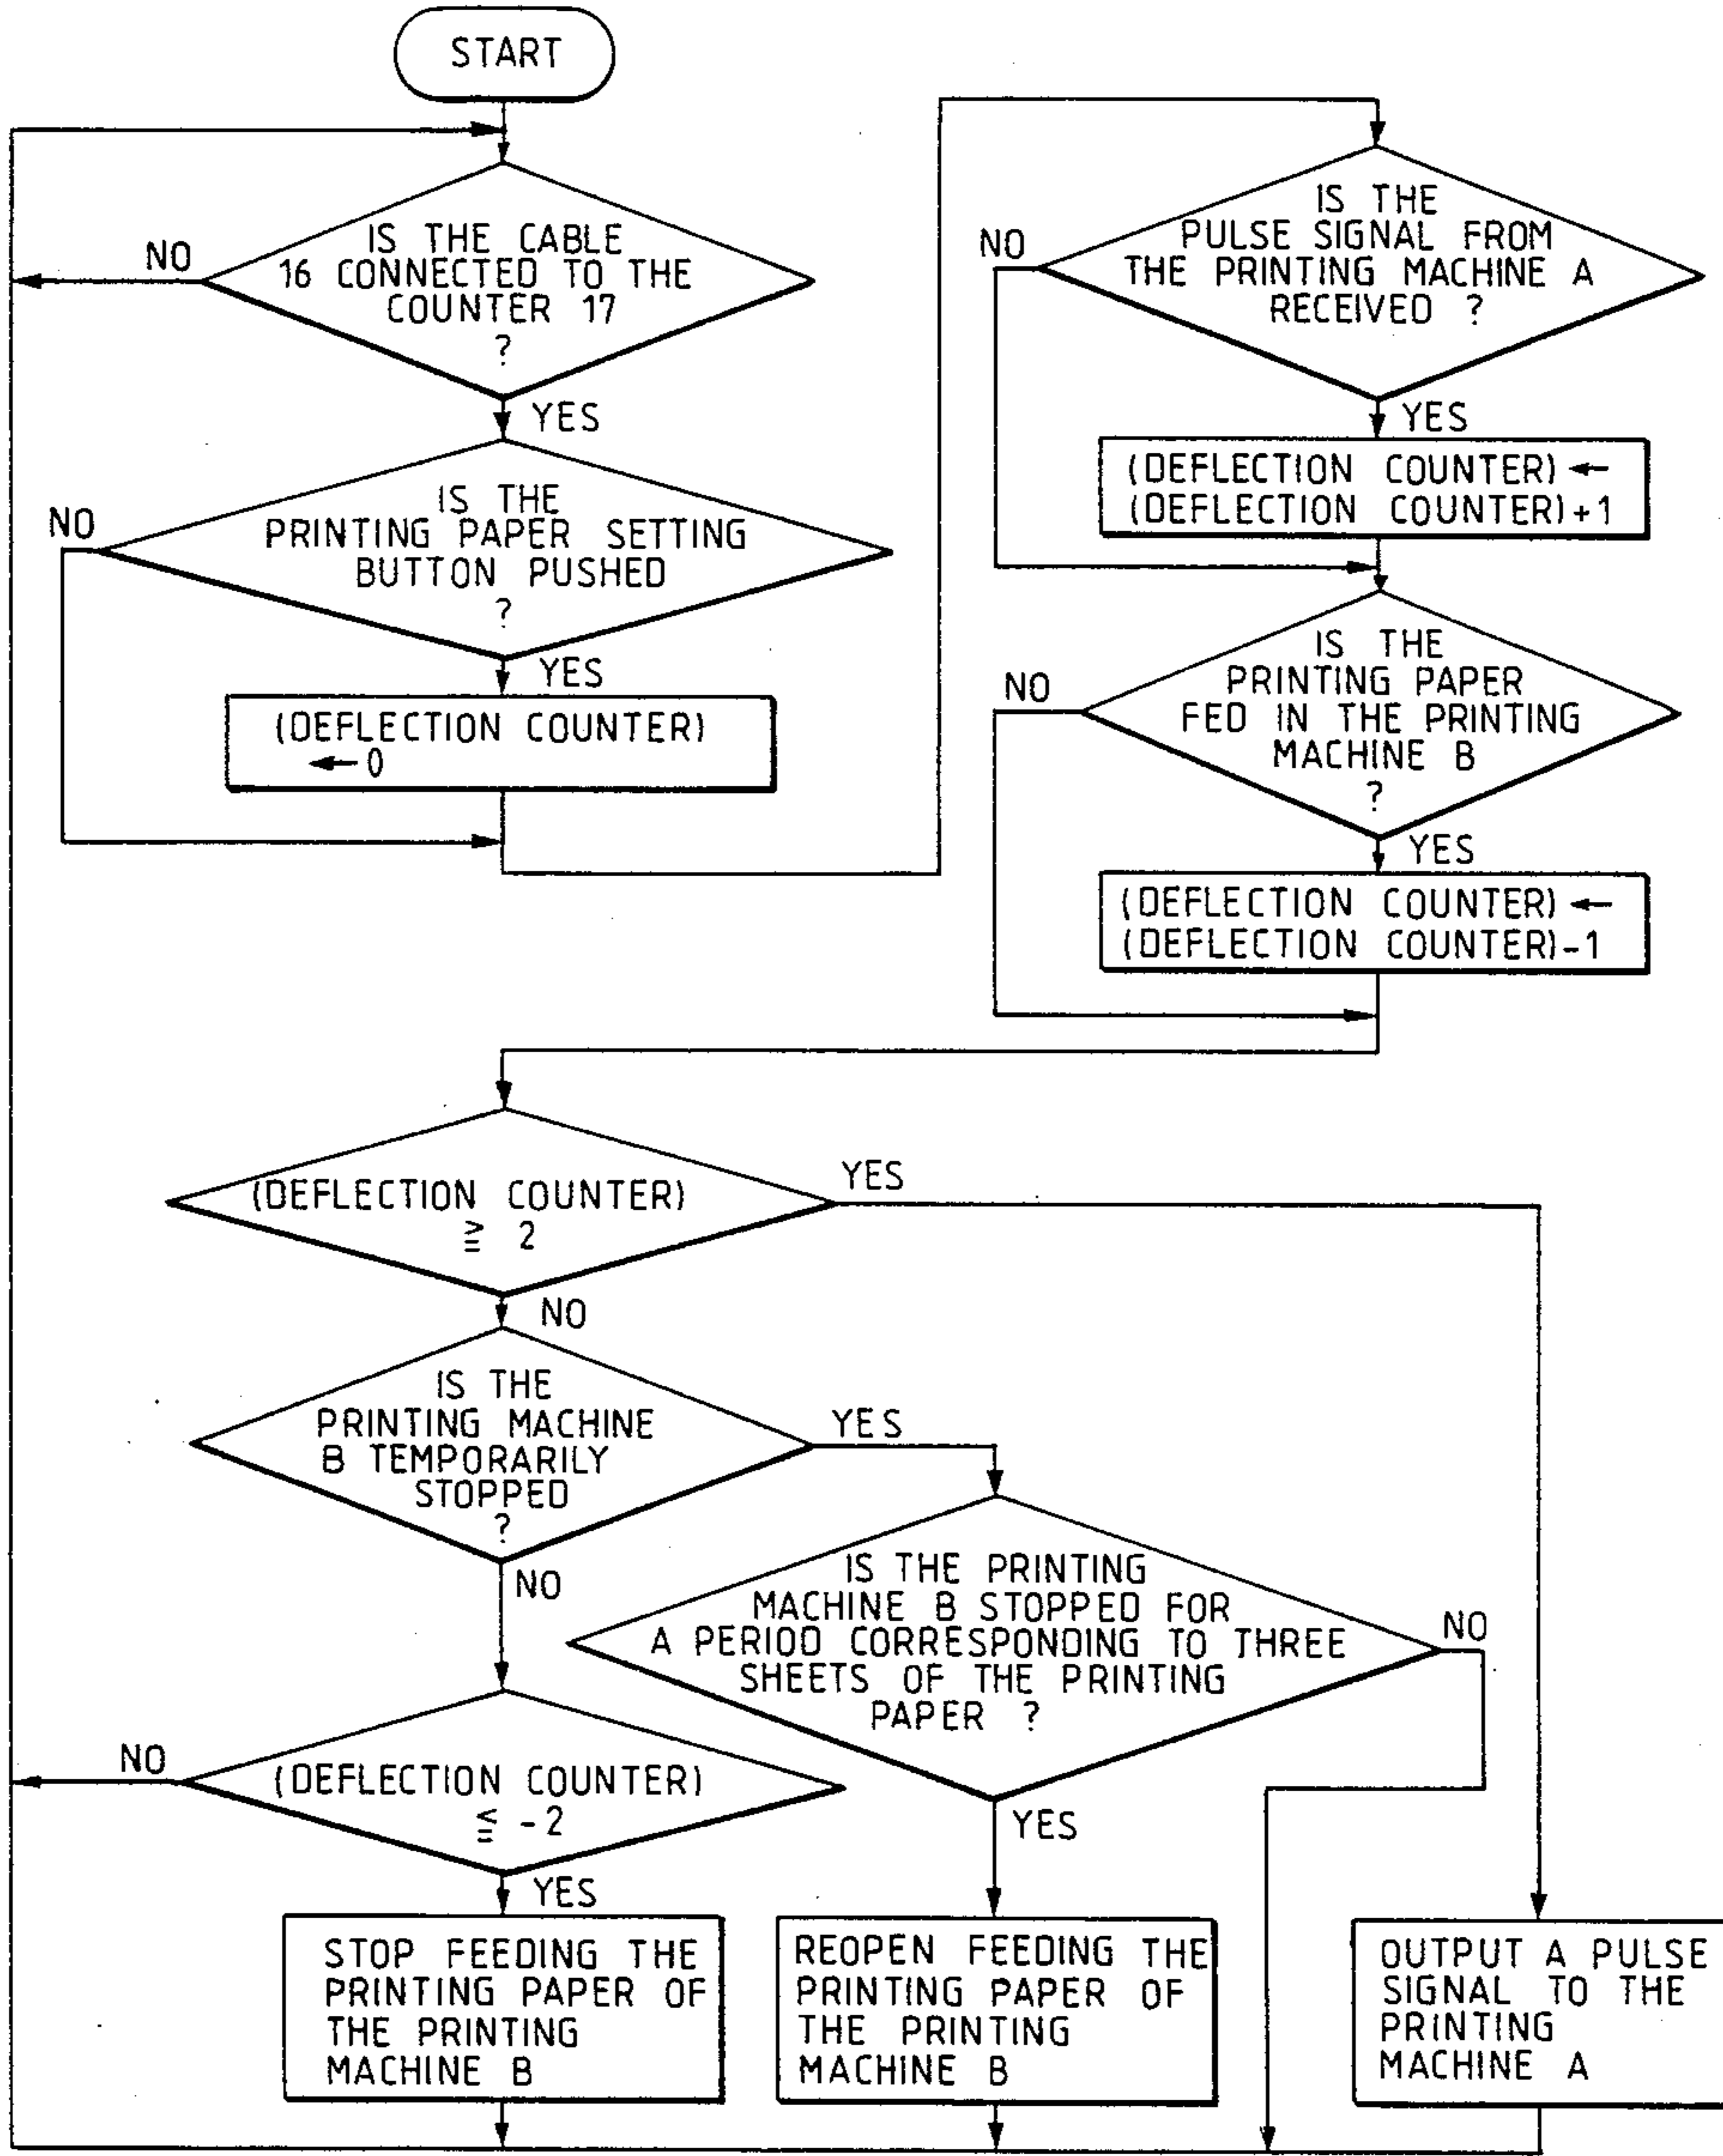 START
IS THE CABLE
16 CONNECTED TO THE
COUNTER 17
?
NO
YES
IS THE
PRINTING PAPER SETTING
BUTTON PUSHED
?
NO
YES
(DEFLECTION COUNTER)
← 0
IS THE
PULSE SIGNAL FROM
THE PRINTING MACHINE A
RECEIVED ?
NO
YES
(DEFLECTION COUNTER) ←
(DEFLECTION COUNTER)+1
IS THE
PRINTING PAPER
FED IN THE PRINTING
MACHINE B
?
NO
YES
(DEFLECTION COUNTER) ←
(DEFLECTION COUNTER)-1
(DEFLECTION COUNTER)
≧ 2
YES
NO
IS THE
PRINTING MACHINE
B TEMPORARILY
STOPPED
?
YES
NO
IS THE PRINTING
MACHINE B STOPPED FOR
A PERIOD CORRESPONDING TO THREE
SHEETS OF THE PRINTING
PAPER ?
NO
YES
(DEFLECTION COUNTER)
≦ -2
NO
YES
STOP FEEDING THE
PRINTING PAPER OF
THE PRINTING
MACHINE B
REOPEN FEEDING THE
PRINTING PAPER OF
THE PRINTING
MACHINE B
OUTPUT A PULSE
SIGNAL TO THE
PRINTING
MACHINE A